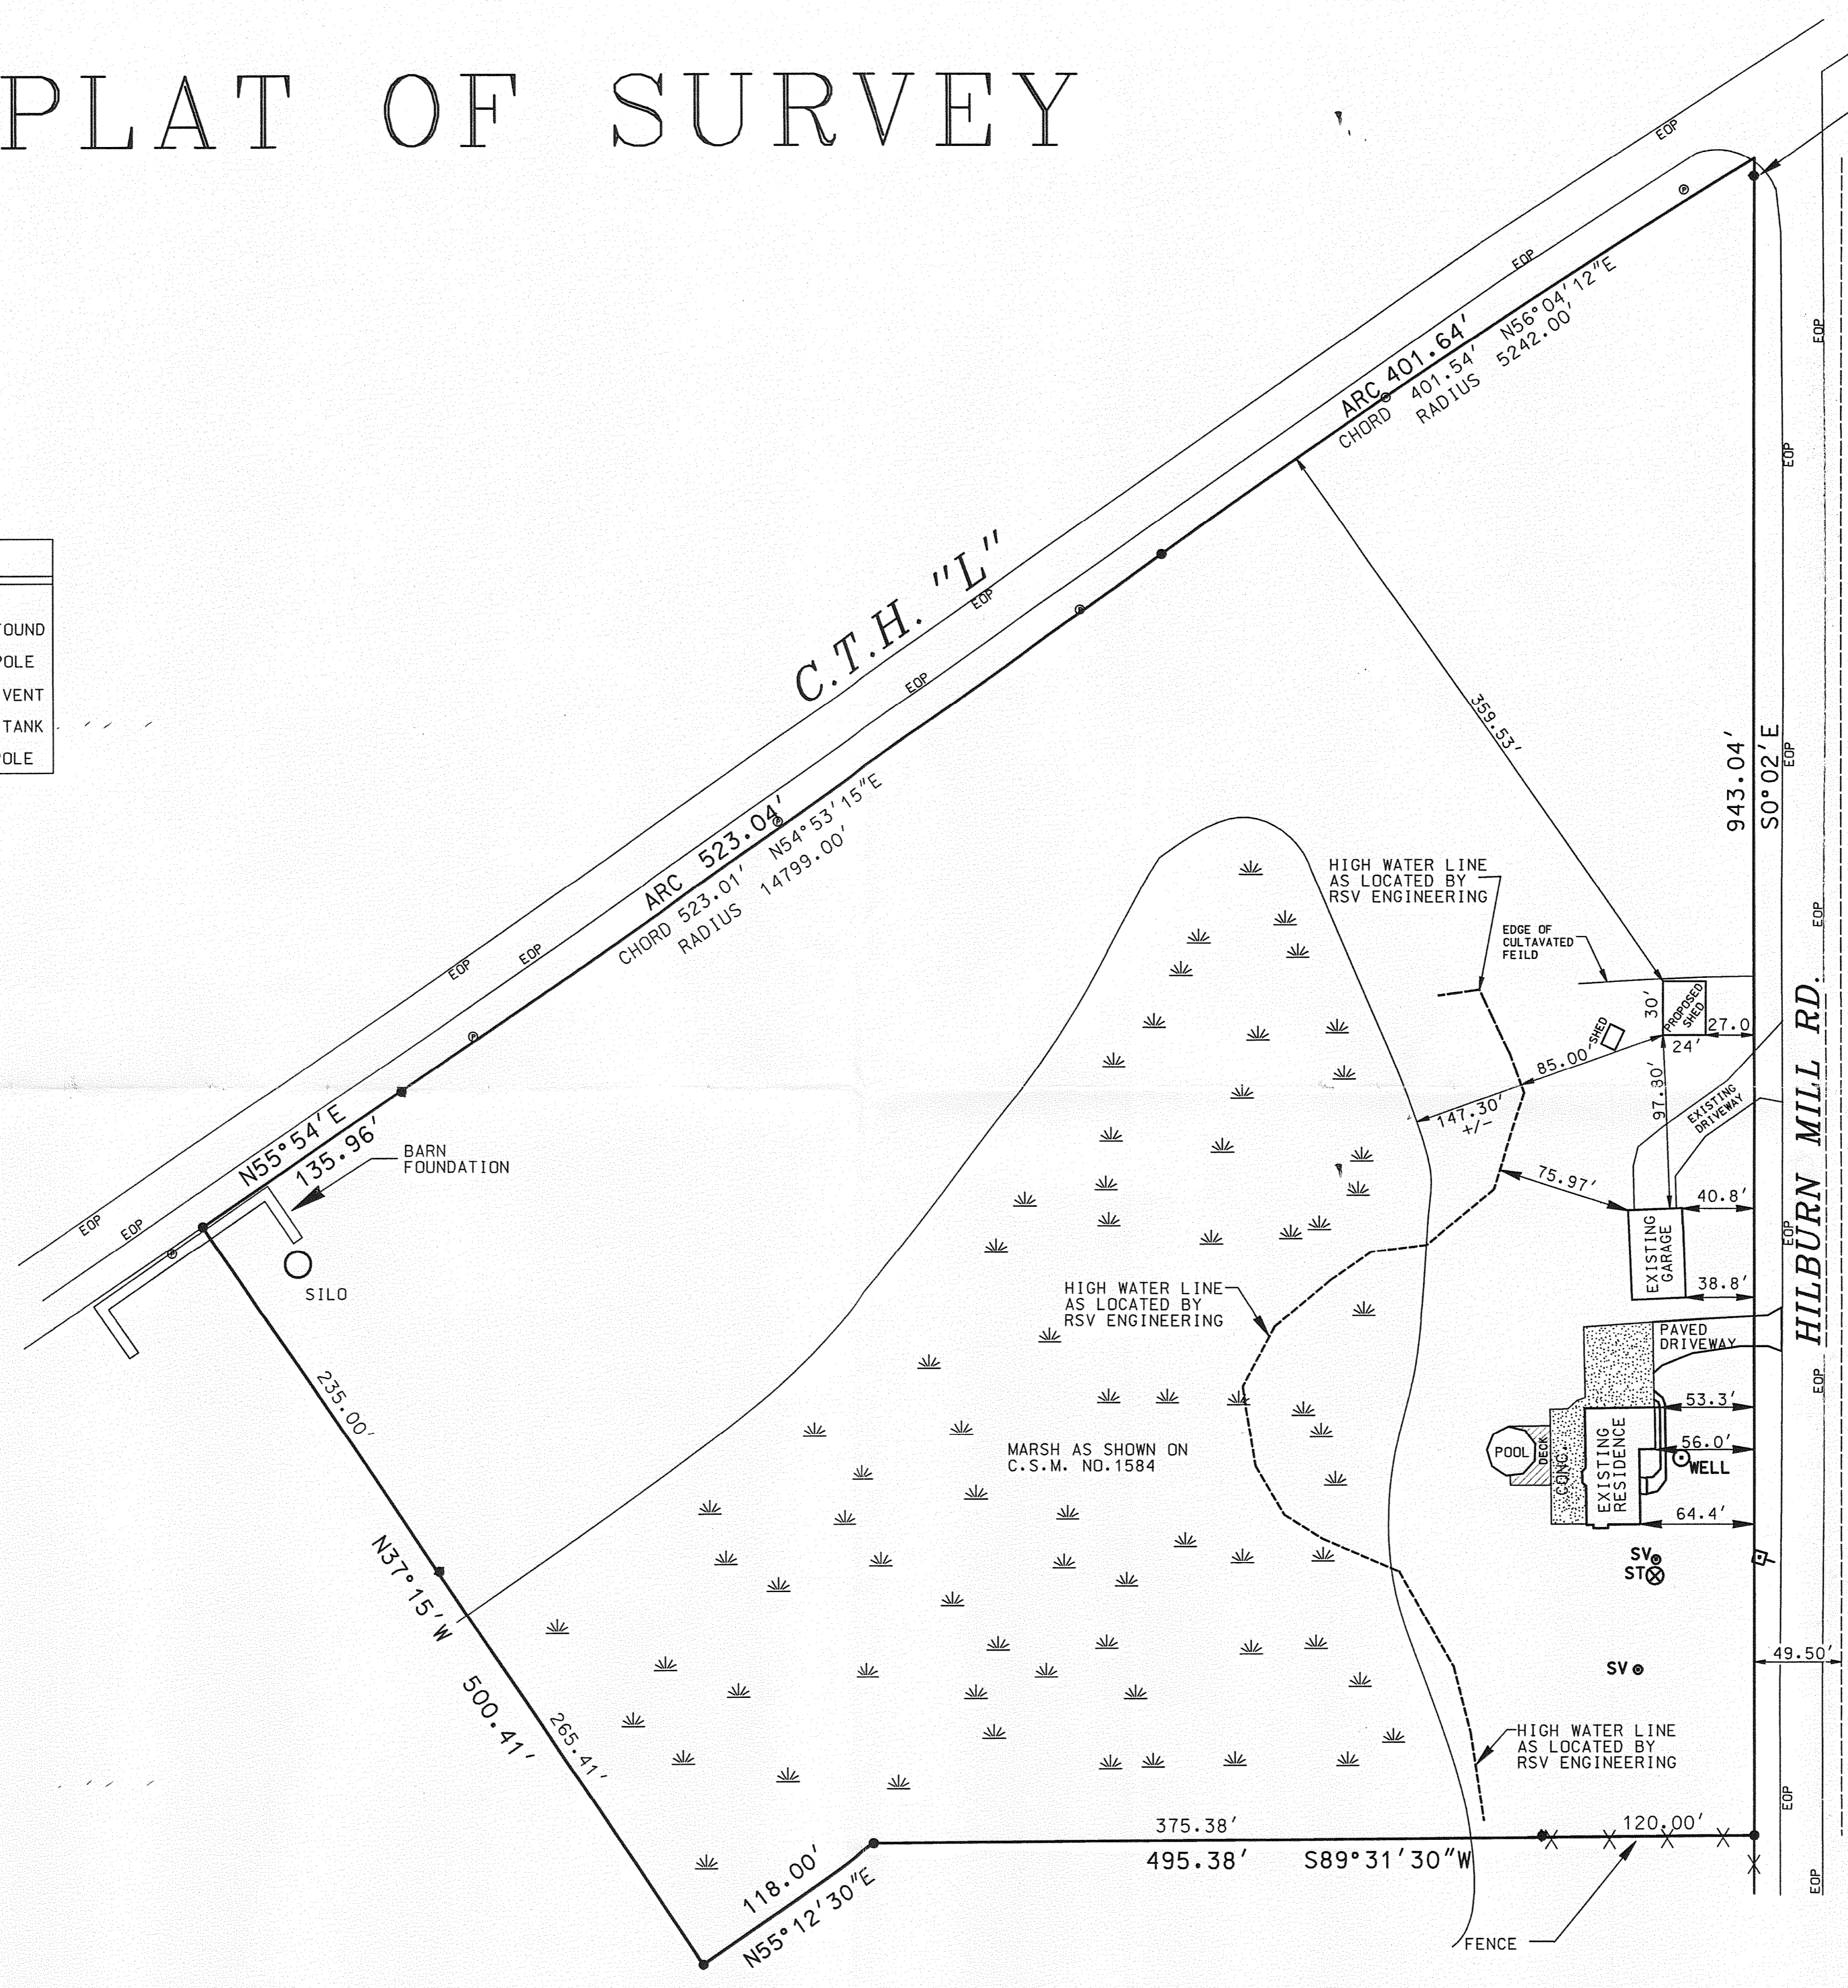 PLAT OF SURVEY
EOP
EOP
EOP
EOP
EOP
ARC 401.64'
CHORD 401.54' N56°04'12"E
RADIUS 5242.00'
C.T.H. "L"
EOP
EOP
OUND
POLE
VENT
TANK
POLE
359.53'
943.04'
S0°02'E
EOP
ARC 523.04'
CHORD 523.01' N54°53'15"E
RADIUS 14799.00'
EOP
EOP
HIGH WATER LINE
AS LOCATED BY
RSV ENGINEERING
EDGE OF
CULTAVATED
FEILD
EOP
PROPOSED
SHED
30'
24'
27.0
SHED
85.00'
147.30'
+/-
97.80'
EXISTING
DRIVEWAY
HILBURN MILL RD.
N55°54'E
135.96'
BARN
FOUNDATION
EOP
EOP
SILO
75.97'
40.8'
EXISTING
GARAGE
EOP
38.8'
HIGH WATER LINE
AS LOCATED BY
RSV ENGINEERING
PAVED
DRIVEWAY
EOP
235.00'
53.3'
56.0'
POOL
DECK
CONC.
EXISTING
RESIDENCE
WELL
64.4'
MARSH AS SHOWN ON
C.S.M. NO.1584
SV
ST
N37°15'W
500.41'
265.41'
SV
49.50'
HIGH WATER LINE
AS LOCATED BY
RSV ENGINEERING
EOP
375.38'
120.00'
495.38' S89°31'30"W
118.00'
N55°12'30"E
EOP
FENCE